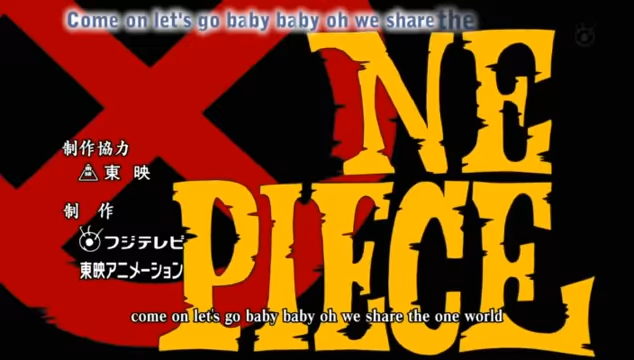 Come on let's go baby baby oh we share the
NE
PIECE
制作協力
東映
制作
フジテレビ
東映アニメーション
come on let's go baby baby oh we share the one world